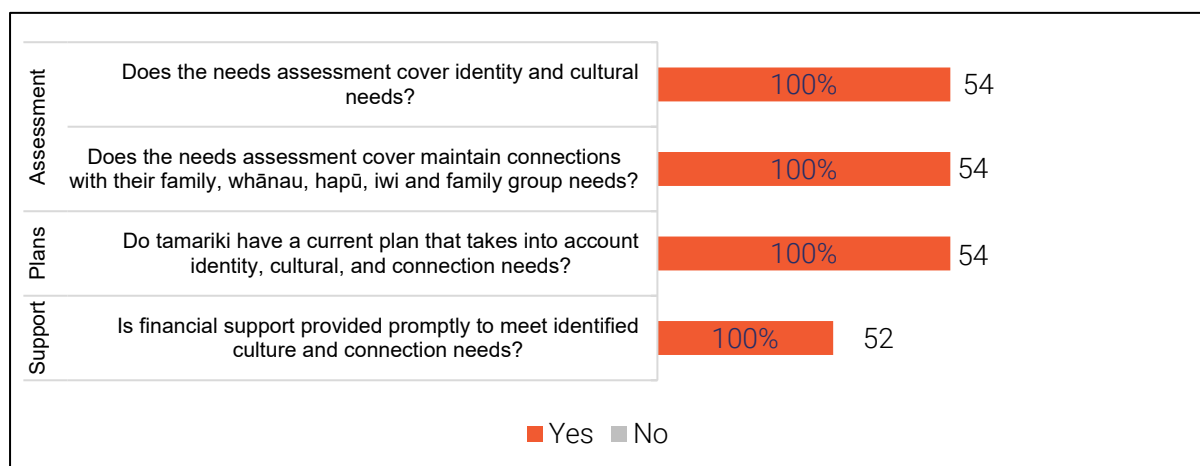 Assessment
Does the needs assessment cover identity and cultural
needs?
100%
54
Does the needs assessment cover maintain connections
with their family, whānau, hapū, iwi and family group needs?
100%
54
Plans
Do tamariki have a current plan that takes into account
identity, cultural, and connection needs?
100%
54
Support
Is financial support provided promptly to meet identified
culture and connection needs?
100%
52
Yes No